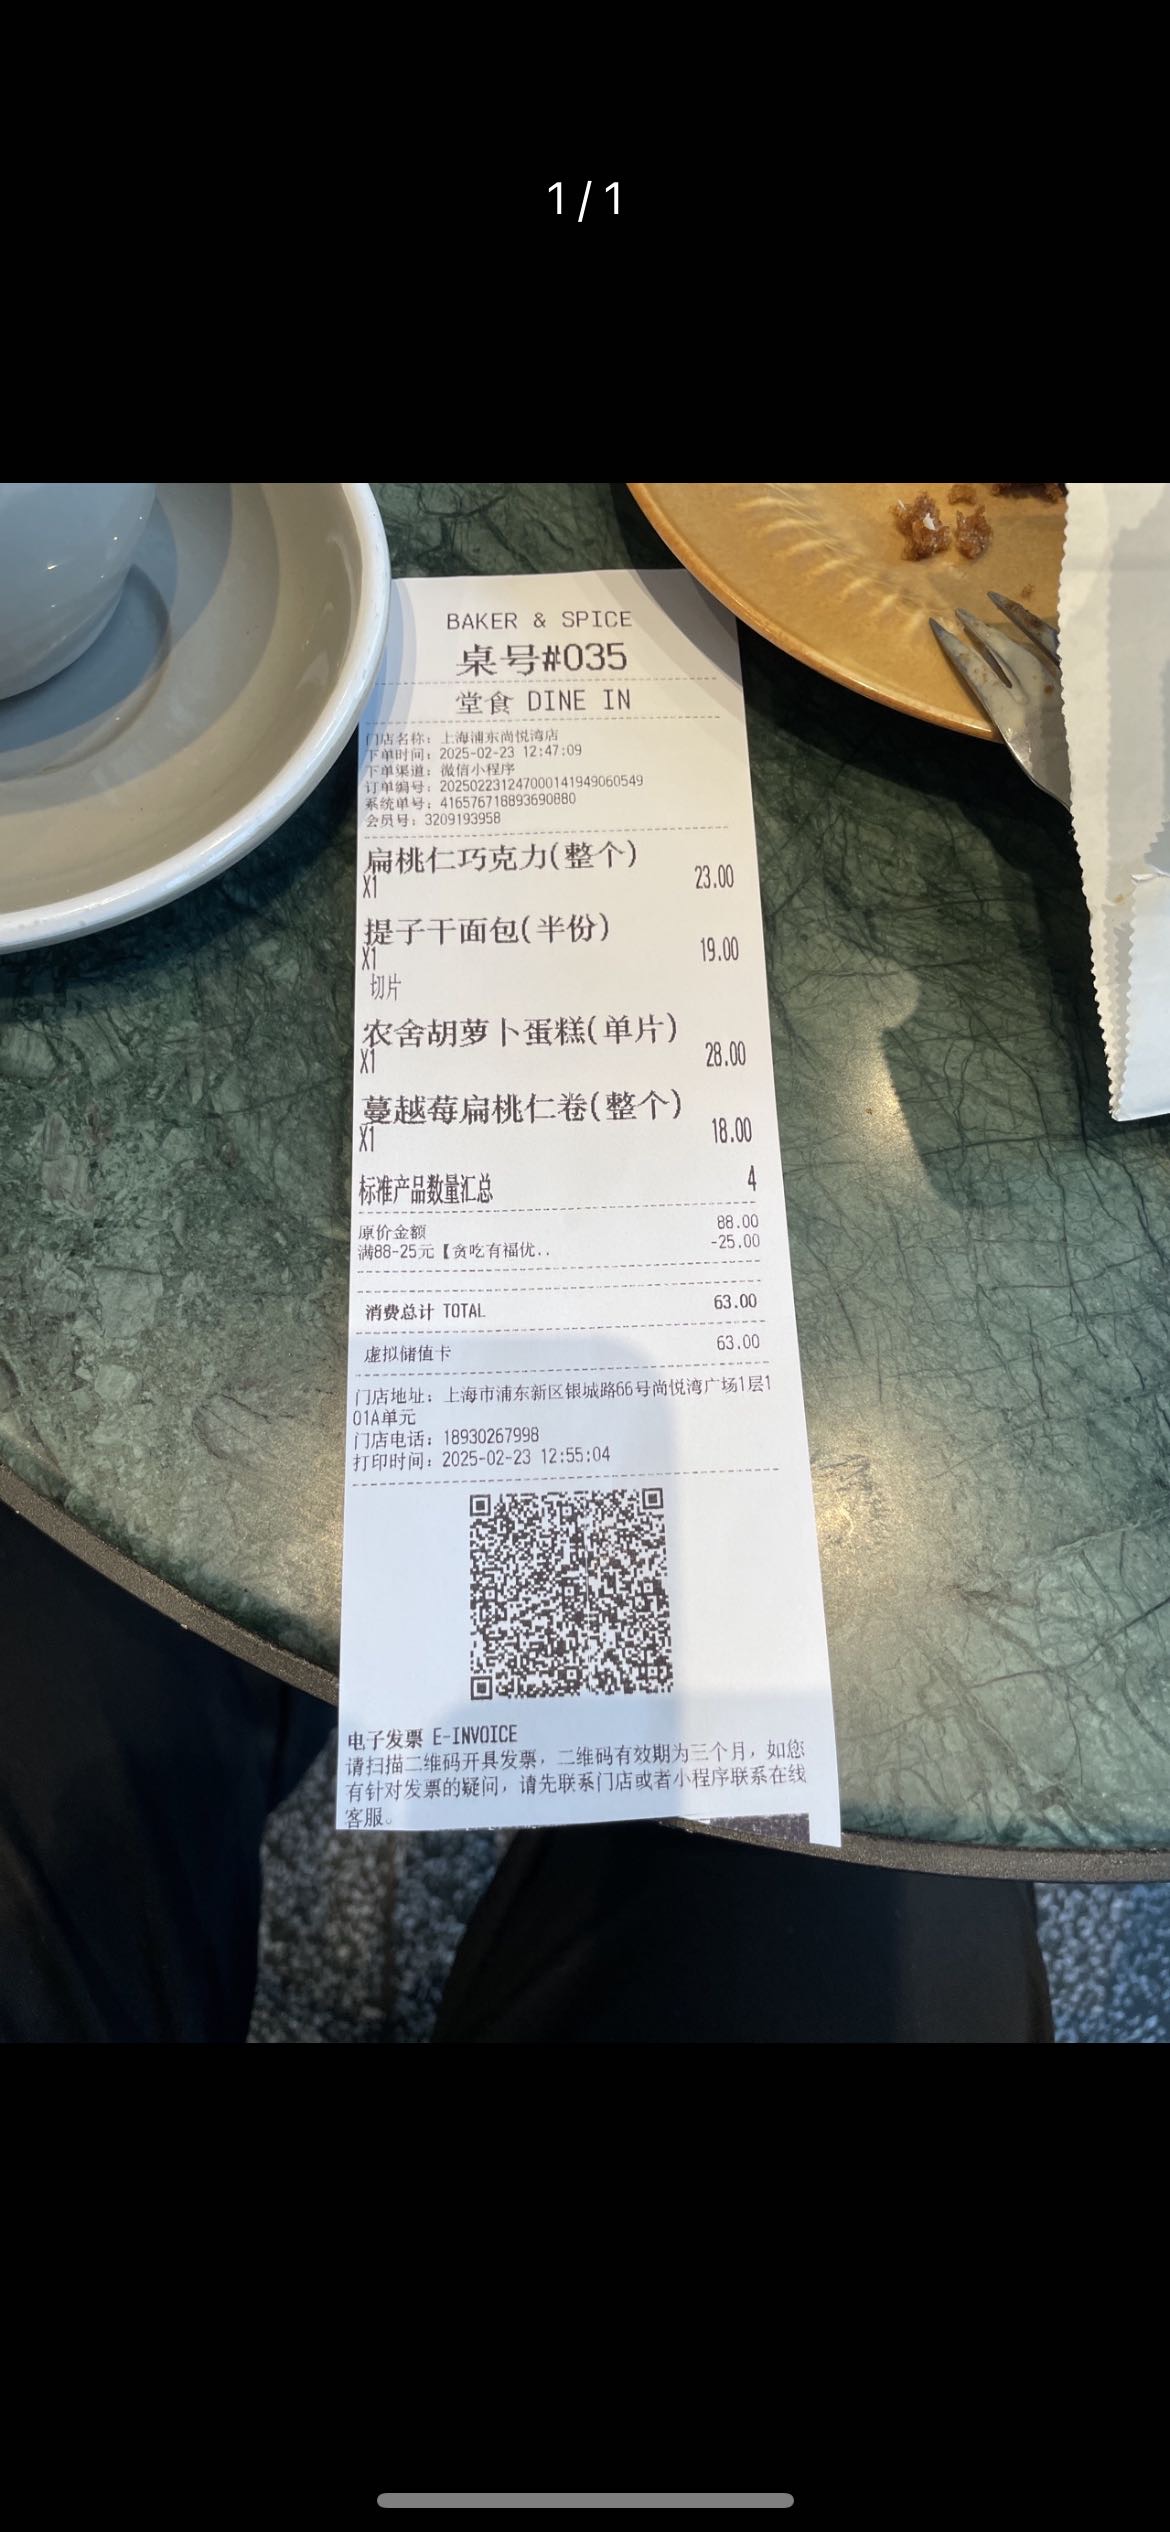 1 / 1
BAKER & SPICE
桌号#035
堂食 DINE IN
门店名称：上海浦东尚悦湾店
下单时间：2025-02-23 12:47:09
下单渠道：微信小程序
订单编号：202502231247000141949060549
系统单号：416576718893690880
会员号：3209193958
扁桃仁巧克力(整个)
X1 23.00
提子干面包(半份)
X1 19.00
切片
农舍胡萝卜蛋糕(单片)
X1 28.00
蔓越莓扁桃仁卷(整个)
X1 18.00
标准产品数量汇总 4
原价金额 88.00
满88-25元【贪吃有福优.. -25.00
消费总计 TOTAL 63.00
虚拟储值卡 63.00
门店地址：上海市浦东新区银城路66号尚悦湾广场1层1
01A单元
门店电话：18930267998
打印时间：2025-02-23 12:55:04
电子发票 E-INVOICE
请扫描二维码开具发票，二维码有效期为三个月，如您
有针对发票的疑问，请先联系门店或者小程序联系在线
客服。